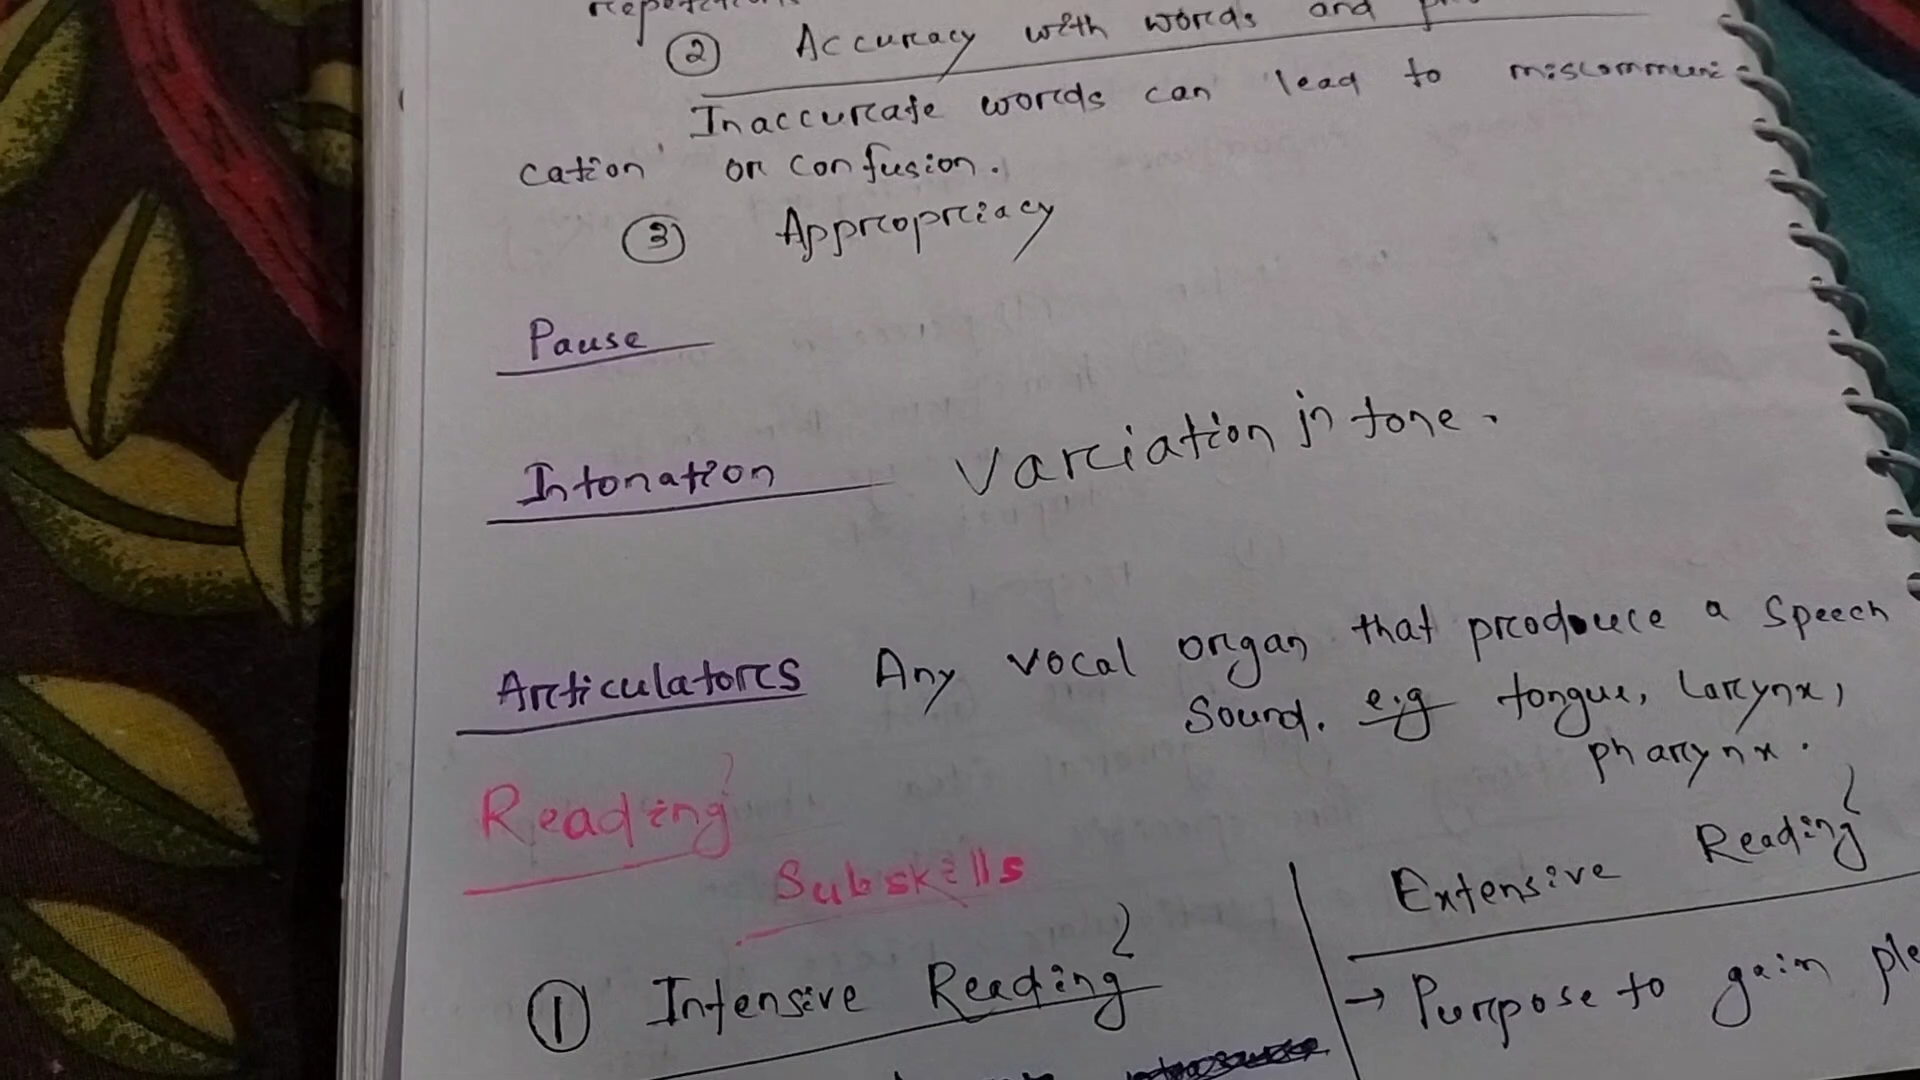 ② Accuracy with words and
Inaccurate words can lead to miscommuni-
cation or confusion.
③ Appropriacy
Pause
Intonation Variation in tone.
Articulators Any vocal organ that produce a speech
sound. e.g tongue, larynx,
pharynx.
Reading
Subskills
Extensive Reading
① Intensive Reading
→ Purpose to gain